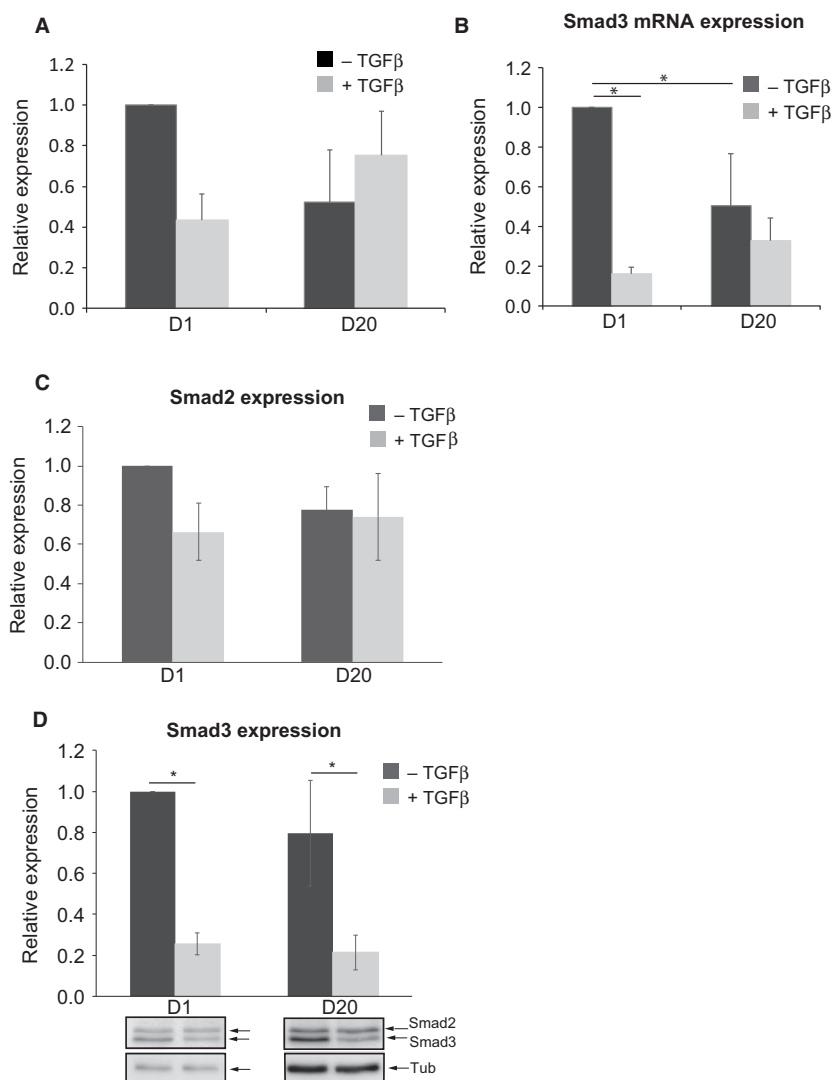 A
– TGFβ
+ TGFβ
Relative expression
1.2
1.0
0.8
0.6
0.4
0.2
0.0
D1 D20
B
Smad3 mRNA expression
– TGFβ
+ TGFβ
Relative expression
1.2
1.0
0.8
0.6
0.4
0.2
0.0
* *
D1 D20
C
Smad2 expression
– TGFβ
+ TGFβ
Relative expression
1.2
1.0
0.8
0.6
0.4
0.2
0.0
D1 D20
D
Smad3 expression
– TGFβ
+ TGFβ
Relative expression
1.2
1.0
0.8
0.6
0.4
0.2
0.0
* *
D1 D20
Smad2
Smad3
Tub